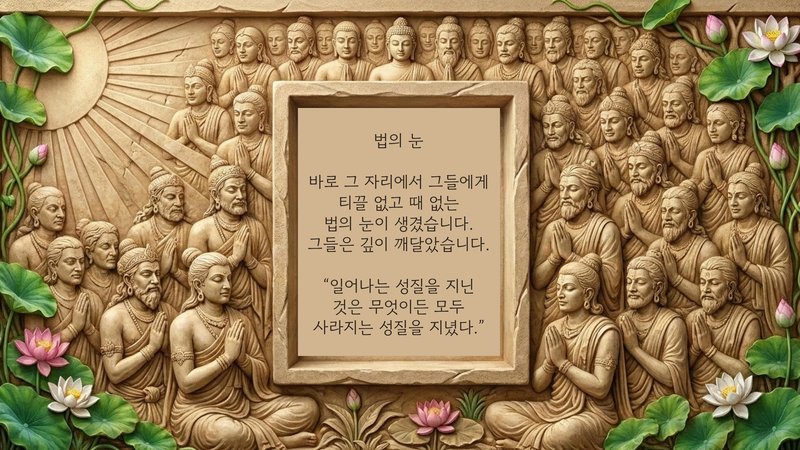 법의 눈
바로 그 자리에서 그들에게
티끌 없고 때 없는
법의 눈이 생겼습니다.
그들은 깊이 깨달았습니다.
“일어나는 성질을 지닌
것은 무엇이든 모두
사라지는 성질을 지녔다.”